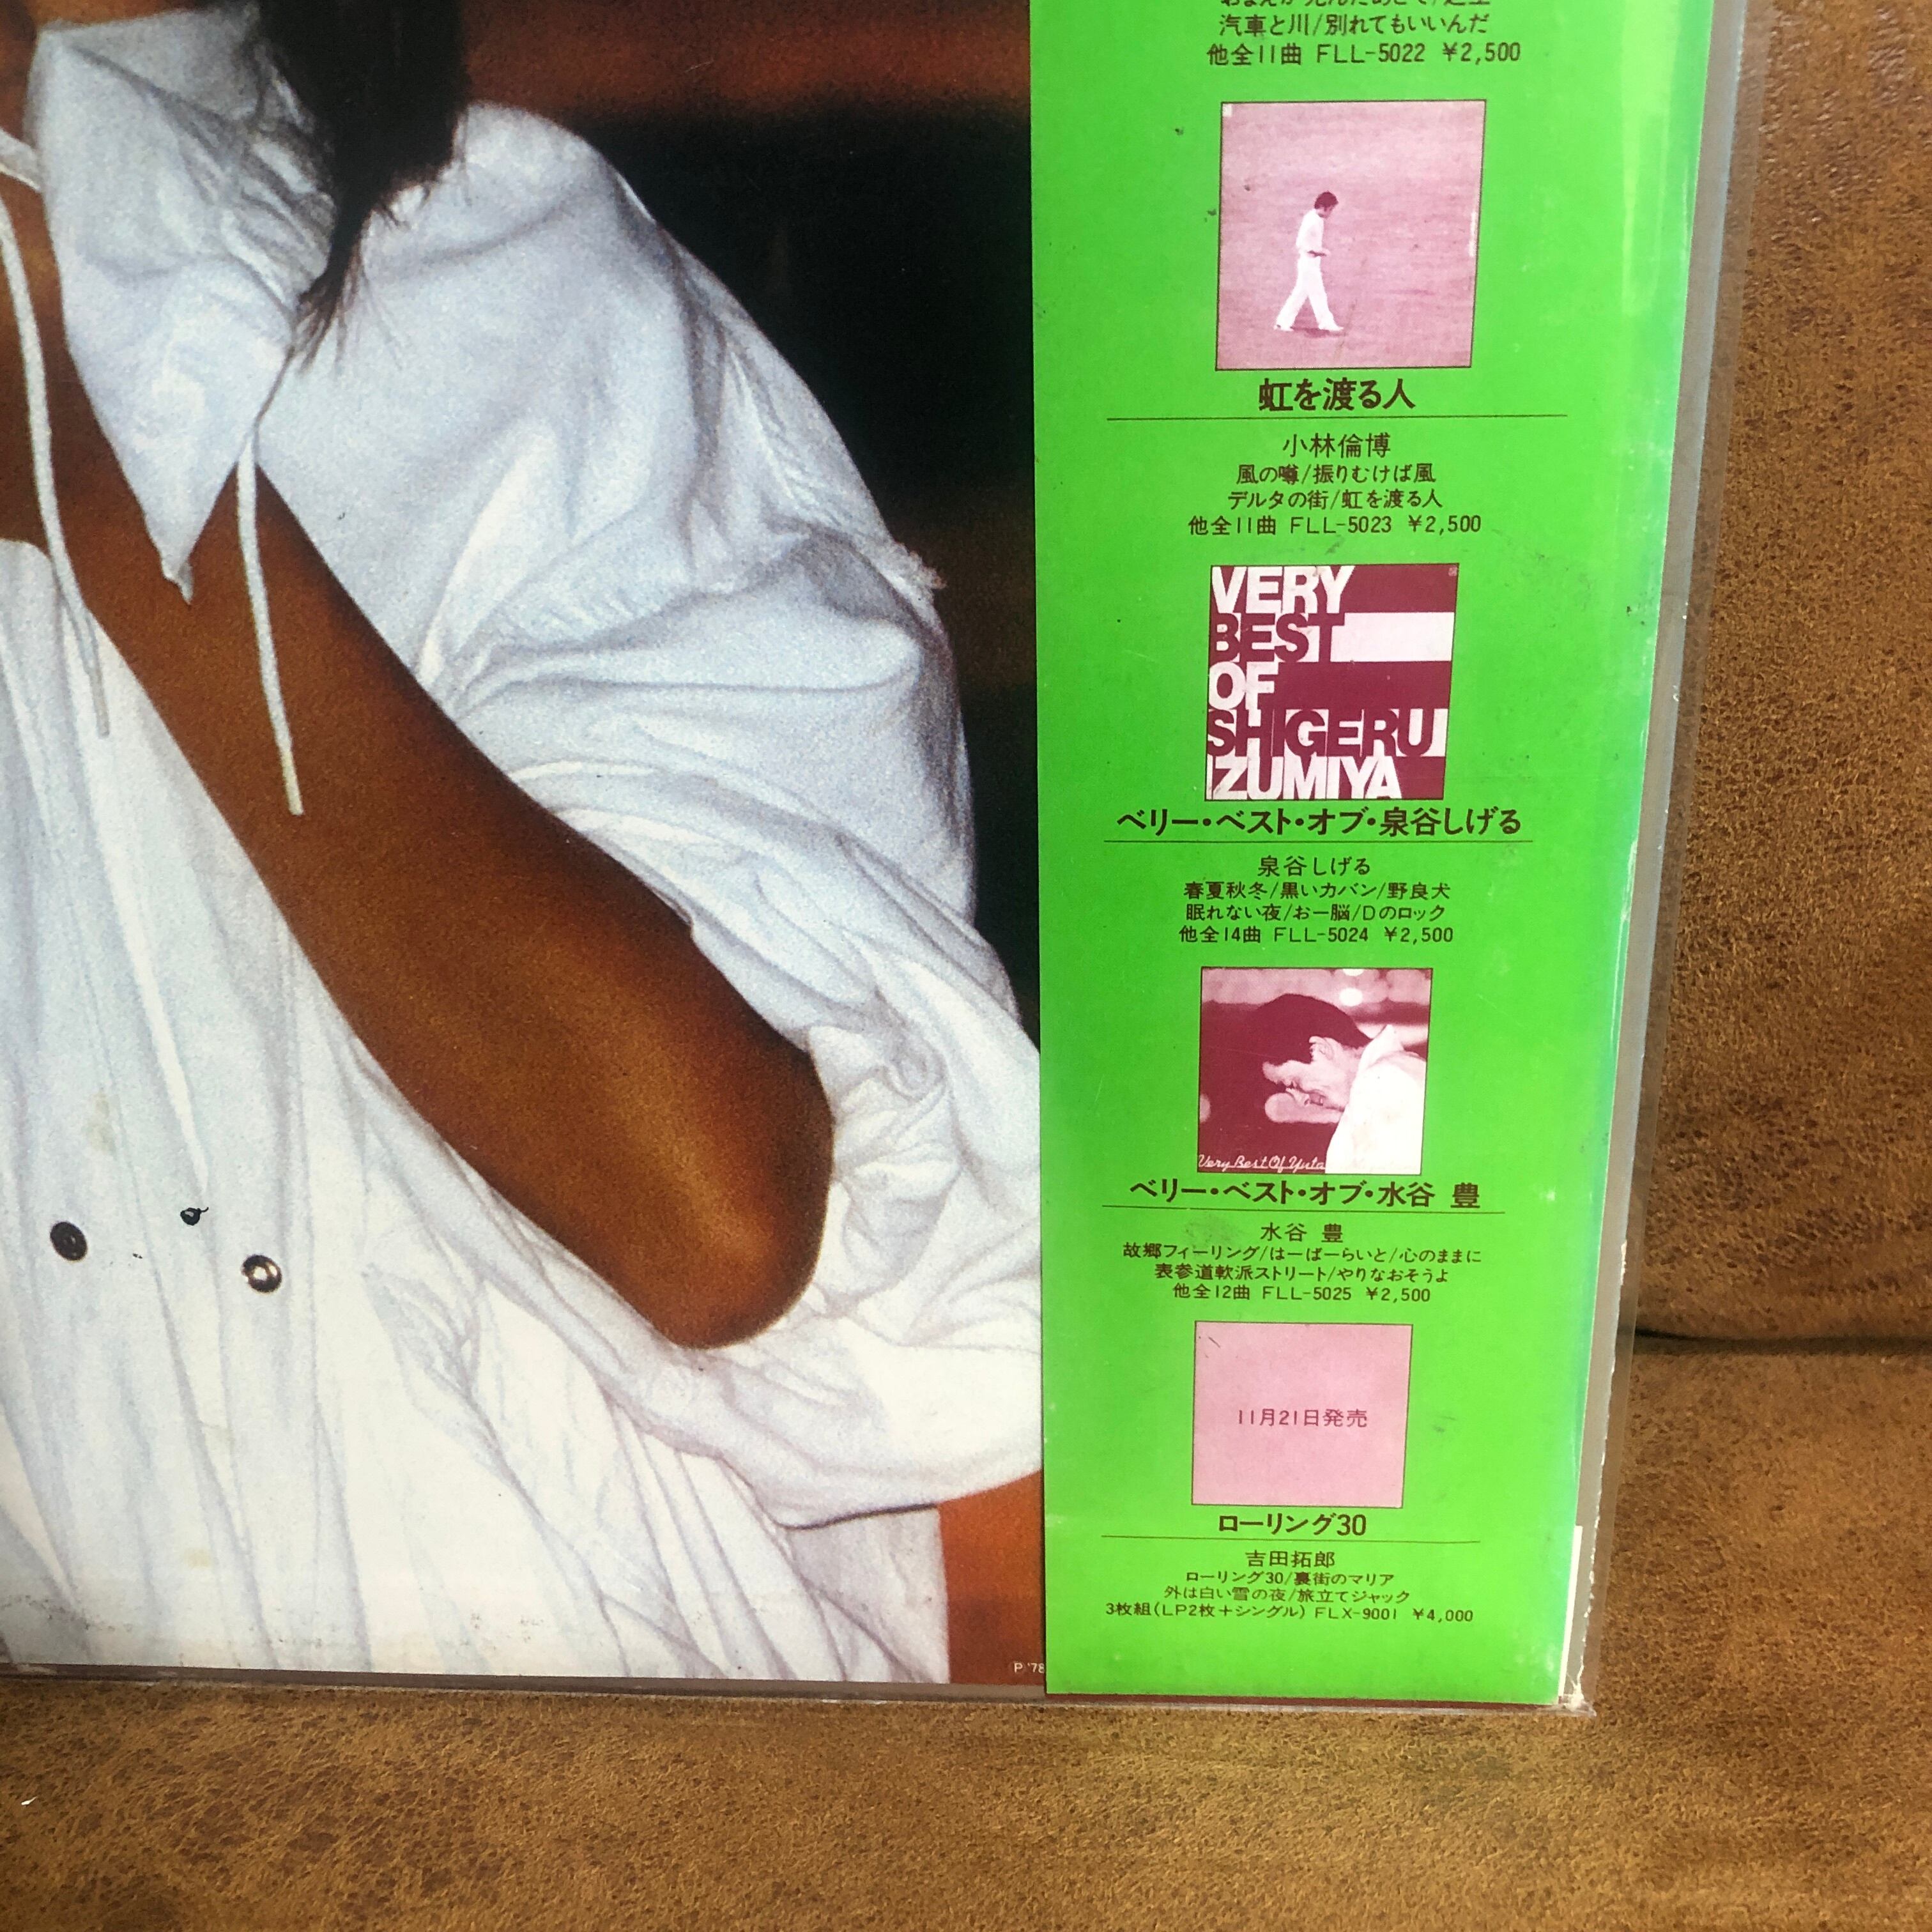 汽車と川/別れてもいいんだ
他全11曲 FLL-5022 ¥2,500
虹を渡る人
小林倫博
風の噂/振りむけば風
デルタの街/虹を渡る人
他全11曲 FLL-5023 ¥2,500
VERY
BEST
OF
SHIGERU
IZUMIYA
ベリー・ベスト・オブ・泉谷しげる
泉谷しげる
春夏秋冬/黒いカバン/野良犬
眠れない夜/おー脳/Dのロック
他全14曲 FLL-5024 ¥2,500
Very Best Of Yuta
ベリー・ベスト・オブ・水谷 豊
水谷 豊
故郷フィーリング/はーばーらいと/心のままに
表参道軟派ストリート/やりなおそうよ
他全12曲 FLL-5025 ¥2,500
11月21日発売
ローリング30
吉田拓郎
ローリング30/裏街のマリア
外は白い雪の夜/旅立てジャック
3枚組(LP2枚+シングル) FLX-9001 ¥4,000
P '78